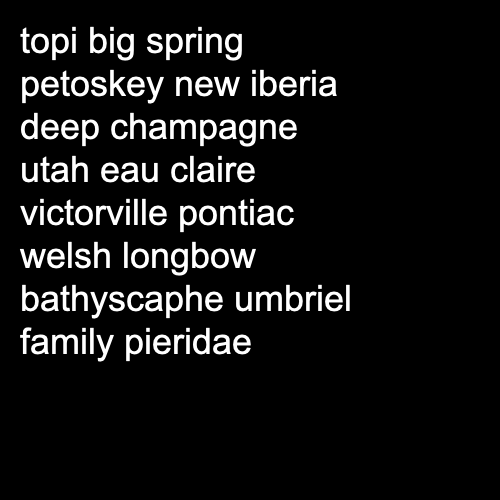 topi big spring
petoskey new iberia
deep champagne
utah eau claire
victorville pontiac
welsh longbow
bathyscaphe umbriel
family pieridae